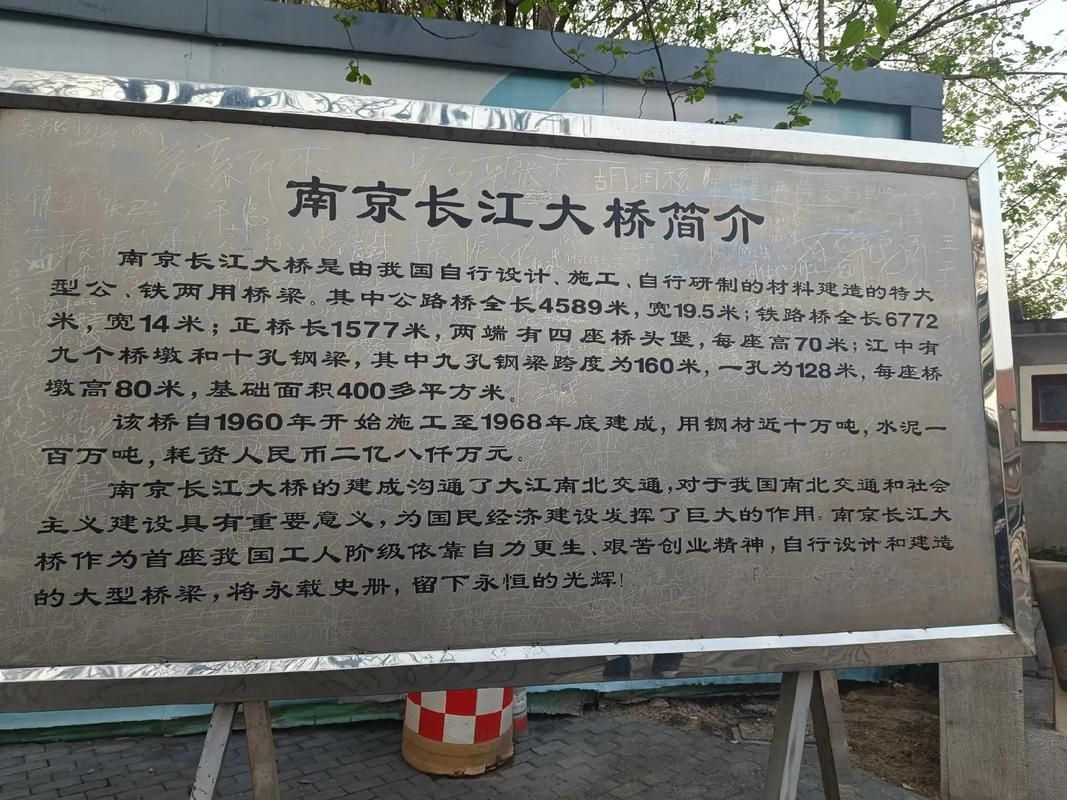 南京长江大桥简介
南京长江大桥是由我国自行设计、施工、自行研制的材料建造的特大
型公、铁两用桥梁。其中公路桥全长4589米，宽19.5米；铁路桥全长6772
米，宽14米；正桥长1577米，两端有四座桥头堡，每座高70米；江中有
九个桥墩和十孔钢梁，其中九孔钢梁跨度为160米，一孔为128米，每座桥
墩高80米，基础面积400多平方米。
该桥自1960年开始施工至1968年底建成，用钢材近十万吨，水泥一
百万吨，耗资人民币二亿八仟万元。
南京长江大桥的建成沟通了大江南北交通，对于我国南北交通和社会
主义建设具有重要意义，为国民经济建设发挥了巨大的作用。南京长江大
桥作为首座我国工人阶级依靠自力更生、艰苦创业精神，自行设计和建造
的大型桥梁，将永载史册，留下永恒的光辉！